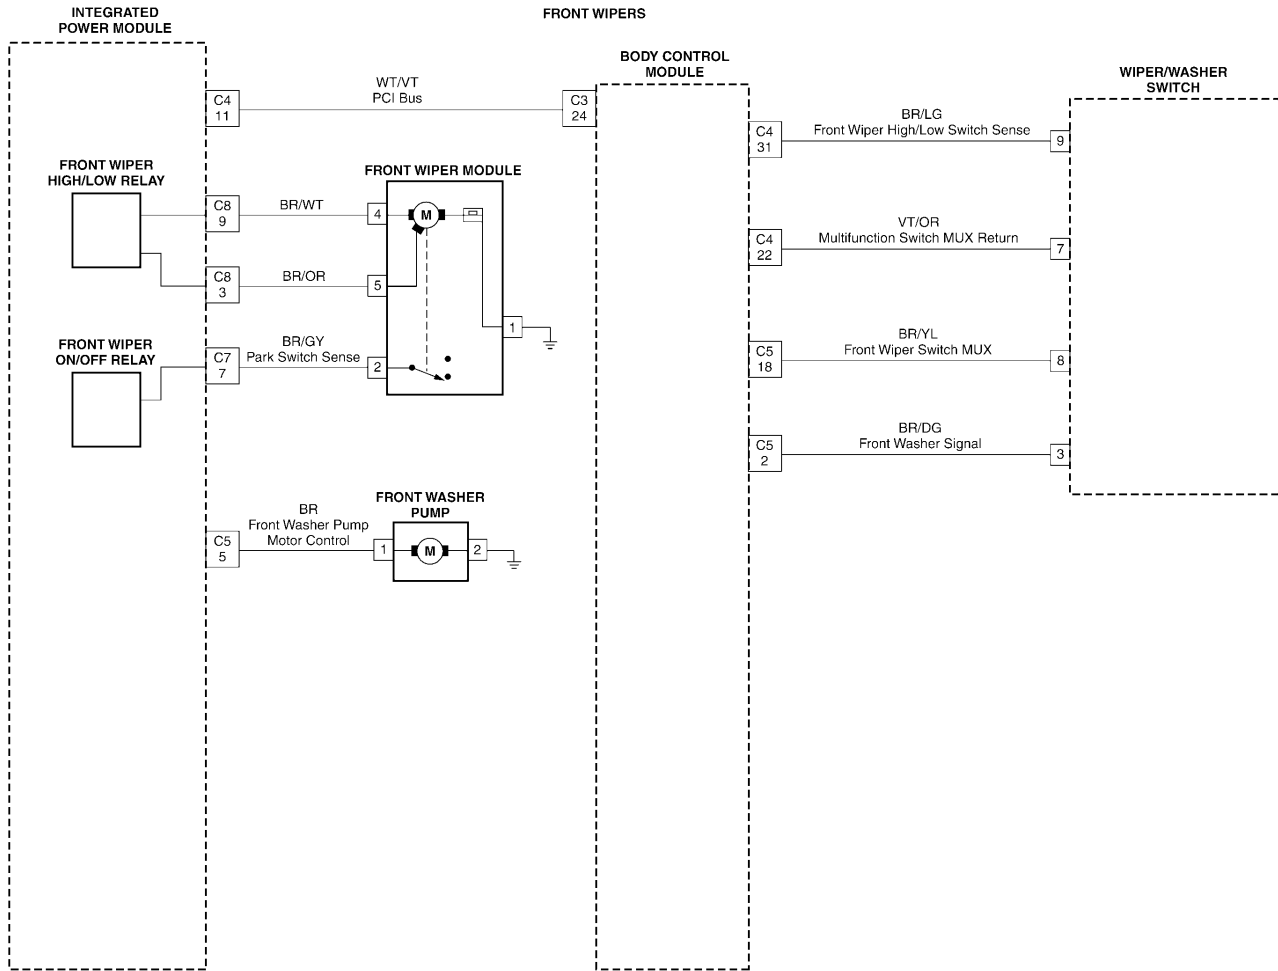 INTEGRATED
POWER MODULE
FRONT WIPERS
BODY CONTROL
MODULE
WIPER/WASHER
SWITCH
C4
11
WT/VT
PCI Bus
C3
24
C4
31
BR/LG
Front Wiper High/Low Switch Sense
9
FRONT WIPER
HIGH/LOW RELAY
FRONT WIPER MODULE
C8
9
BR/WT
4
M
C4
22
VT/OR
Multifunction Switch MUX Return
7
C8
3
BR/OR
5
1
FRONT WIPER
ON/OFF RELAY
C7
7
BR/GY
Park Switch Sense
2
C5
18
BR/YL
Front Wiper Switch MUX
8
C5
2
BR/DG
Front Washer Signal
3
FRONT WASHER
PUMP
C5
5
BR
Front Washer Pump
Motor Control
1
M
2